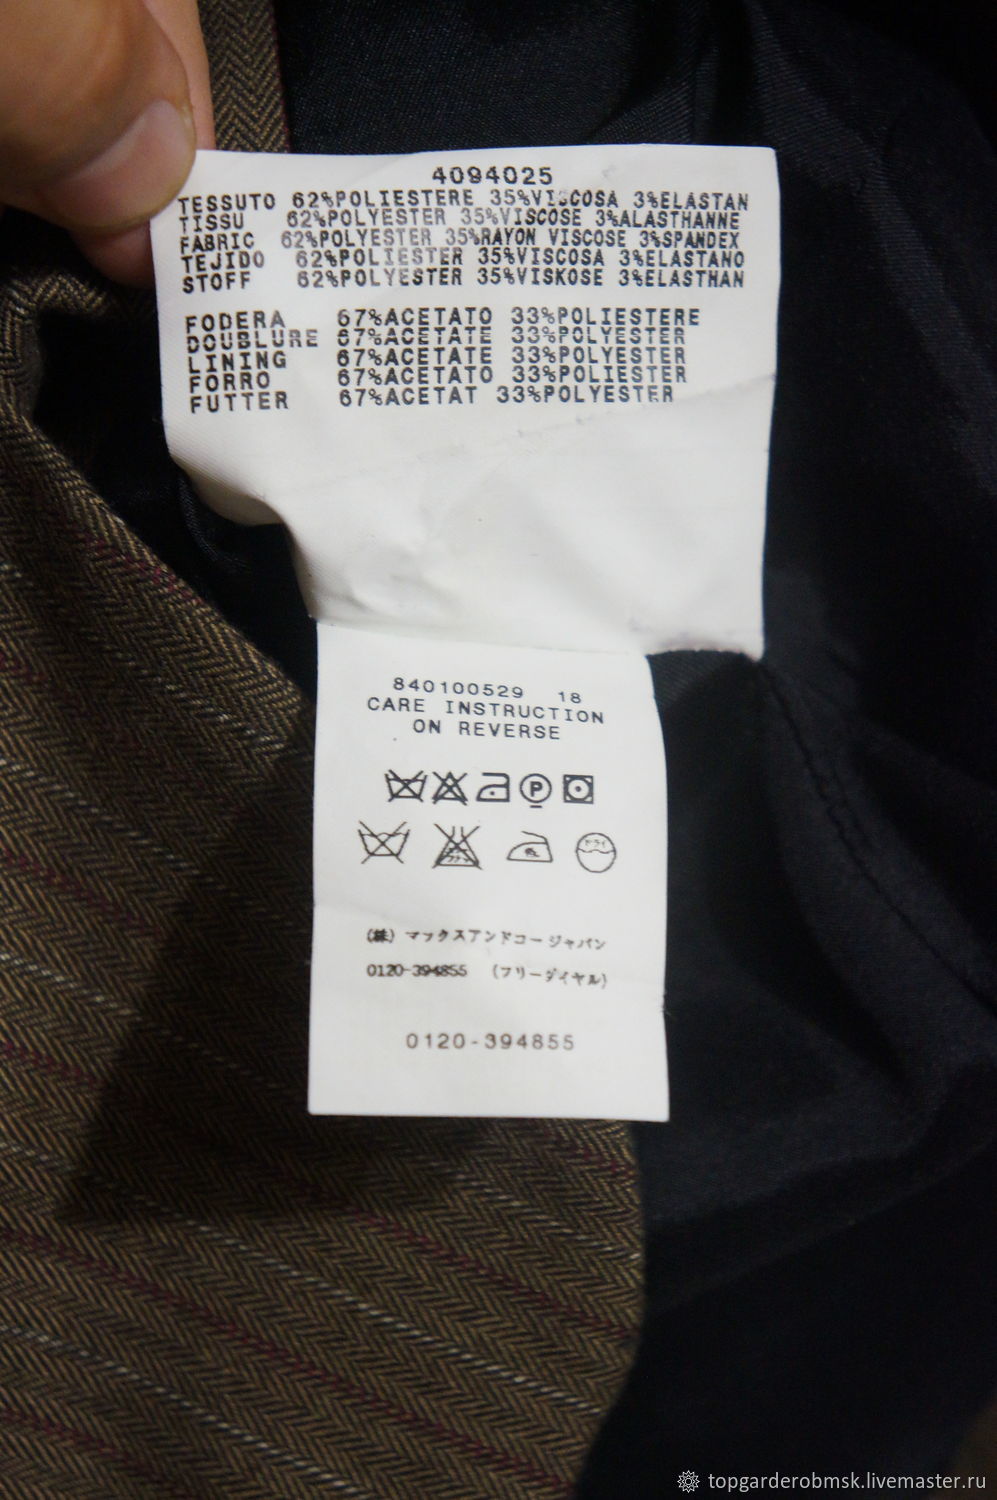 4094025
TESSUTO 62%POLIESTERE 35%VISCOSA 3%ELASTAN
TISSU 62%POLYESTER 35%VISCOSE 3%ALASTHANNE
FABRIC 62%POLYESTER 35%RAYON VISCOSE 3%SPANDEX
TEJIDO 62%POLIESTER 35%VISCOSA 3%ELASTANO
STOFF 62%POLYESTER 35%VISKOSE 3%ELASTHAN
FODERA 67%ACETATO 33%POLIESTERE
DOUBLURE 67%ACETATE 33%POLYESTER
LINING 67%ACETATE 33%POLYESTER
FORRO 67%ACETATO 33%POLIESTER
FUTTER 67%ACETAT 33%POLYESTER
840100529 18
CARE INSTRUCTION
ON REVERSE
P
ドライ
(株) マックスアンドコー ジャパン
0120-394855 (フリーダイヤル)
0120-394855
topgarderobmsk.livemaster.ru